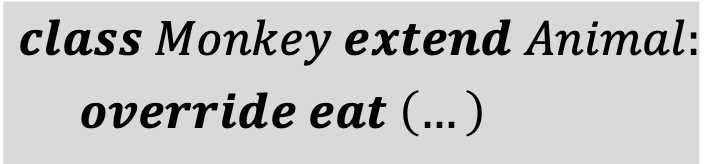 class Monkey extend Animal:
override eat (...)